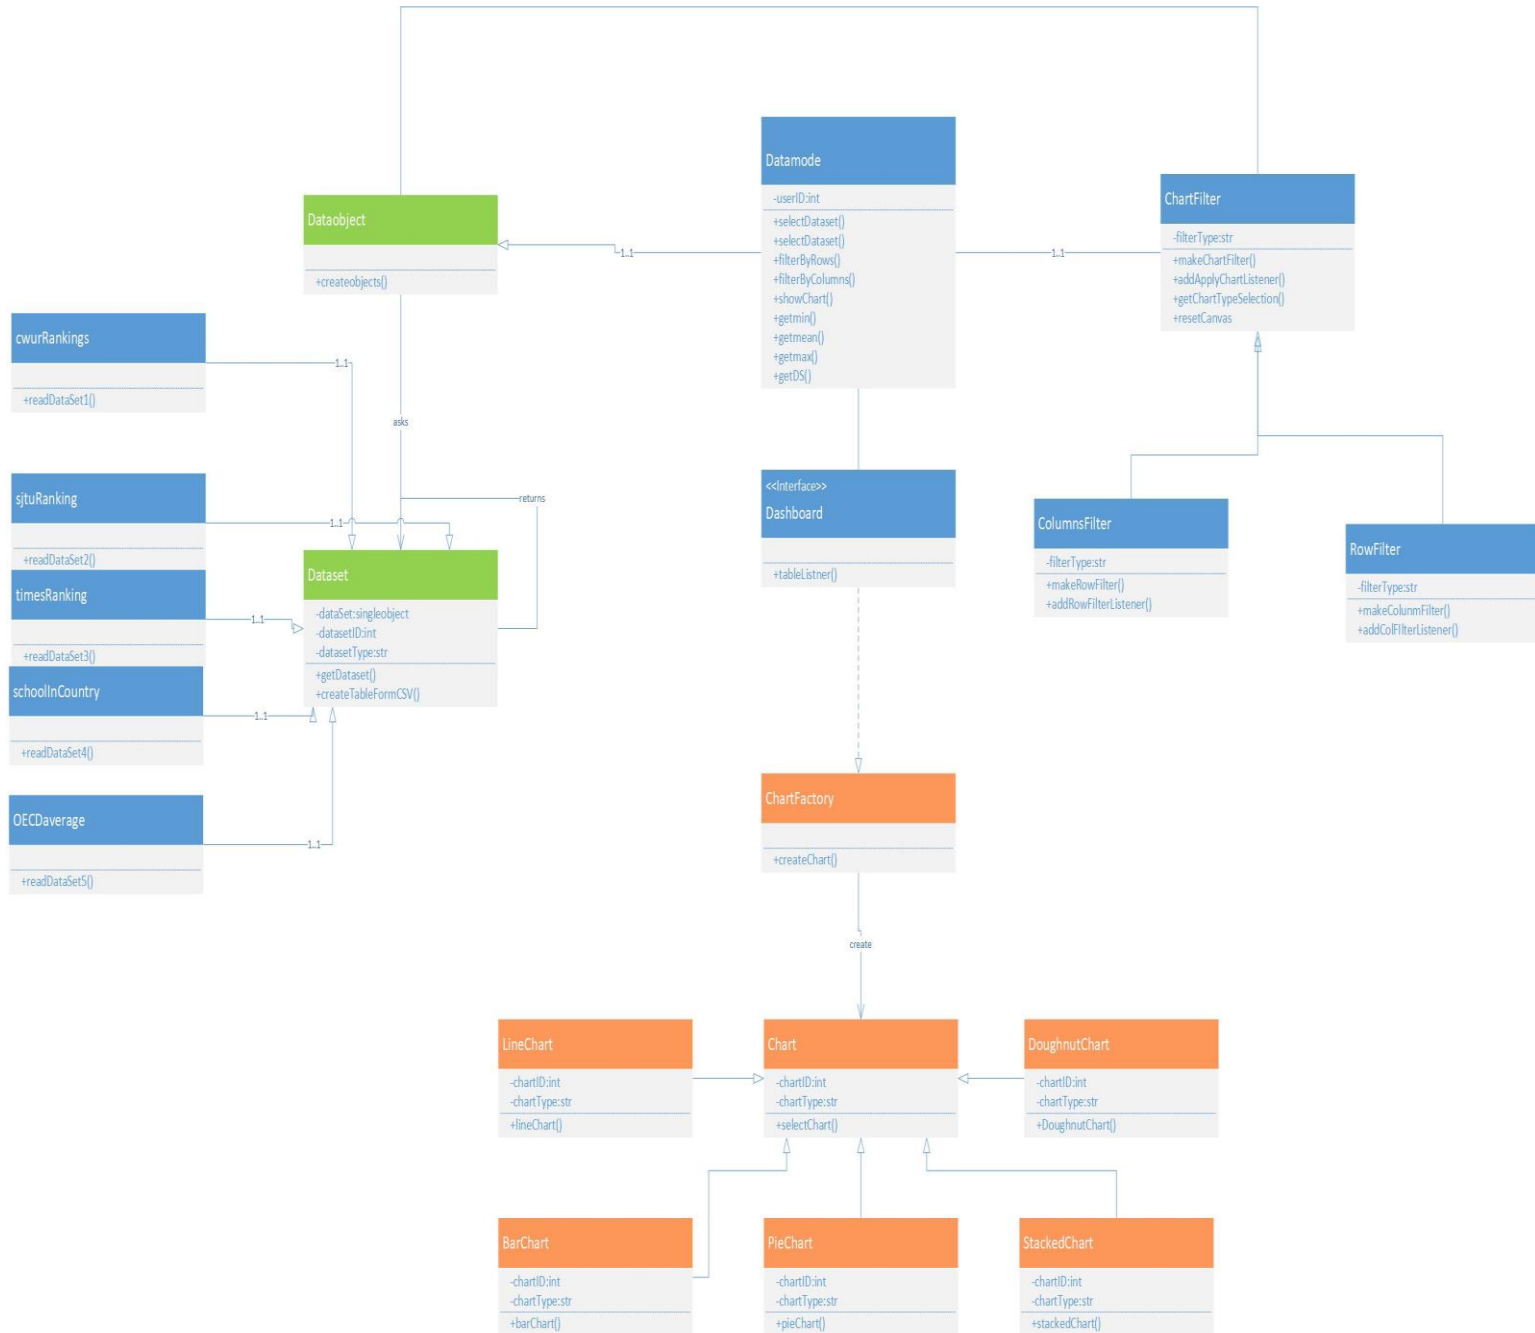 Datamode
-userID:int
+selectDataset()
+selectDataset()
+filterByRows()
+filterByColumns()
+showChart()
+getmin()
+getmean()
+getmax()
+getDS()
Dataobject
+createobjects()
1..1
1..1
ChartFilter
-filterType:str
+makeChartFilter()
+addApplyChartListener()
+getChartTypeSelection()
+resetCanvas
cwurRankings
+readDataSet1()
1..1
asks
sjtuRanking
+readDataSet2()
1..1
returns
timesRanking
+readDataSet3()
1..1
schoolInCountry
+readDataSet4()
1..1
OECDaverage
+readDataSet5()
1..1
Dataset
-dataSet:singleobject
-datasetID:int
-datasetType:str
+getDataset()
+createTableFormCSV()
<<Interface>>
Dashboard
+tableListner()
ColumnsFilter
-filterType:str
+makeRowFilter()
+addRowFilterListener()
RowFilter
-filterType:str
+makeColunmFilter()
+addColFIlterListener()
ChartFactory
+createChart()
create
LineChart
-chartID:int
-chartType:str
+lineChart()
Chart
-chartID:int
-chartType:str
+selectChart()
DoughnutChart
-chartID:int
-chartType:str
+DoughnutChart()
BarChart
-chartID:int
-chartType:str
+barChart()
PieChart
-chartID:int
-chartType:str
+pieChart()
StackedChart
-chartID:int
-chartType:str
+stackedChart()